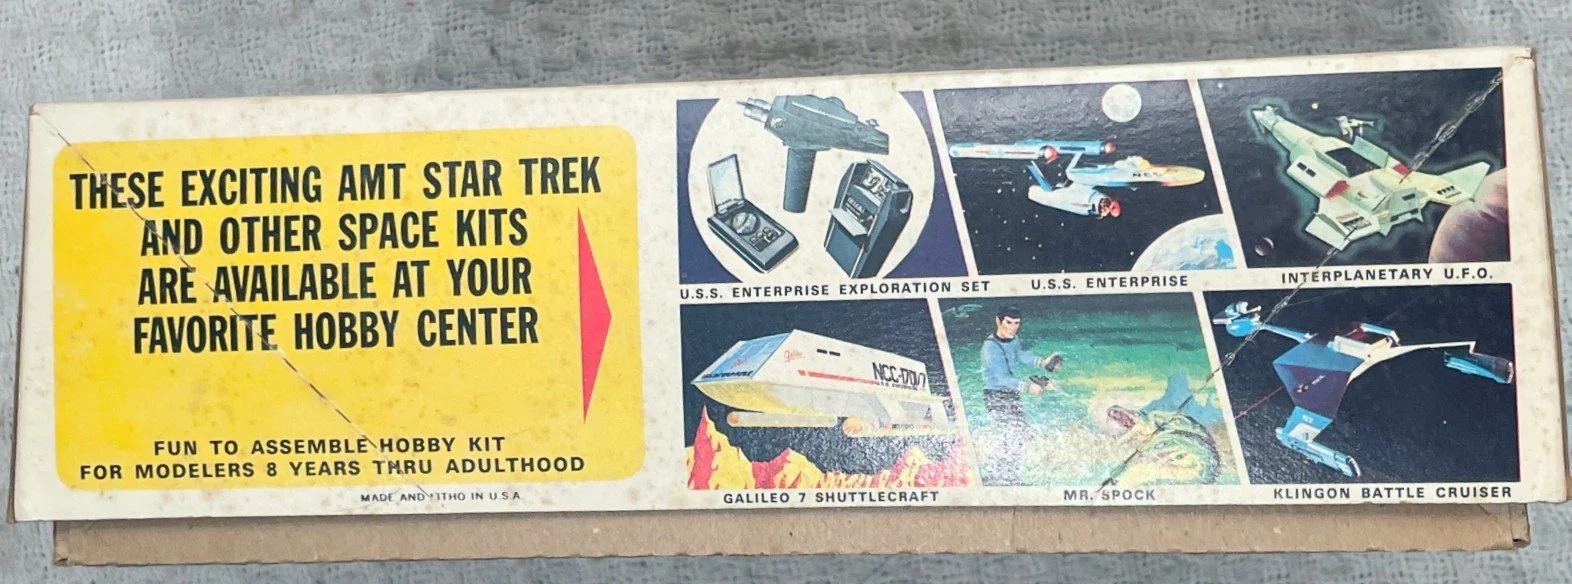 THESE EXCITING AMT STAR TREK
AND OTHER SPACE KITS
ARE AVAILABLE AT YOUR
FAVORITE HOBBY CENTER
FUN TO ASSEMBLE HOBBY KIT
FOR MODELERS 8 YEARS THRU ADULTHOOD
MADE AND LITHO IN U.S.A
U.S.S. ENTERPRISE EXPLORATION SET
U.S.S. ENTERPRISE
INTERPLANETARY U.F.O.
Galileo
NCC-1701/7
GALILEO 7 SHUTTLECRAFT
MR. SPOCK
KLINGON BATTLE CRUISER